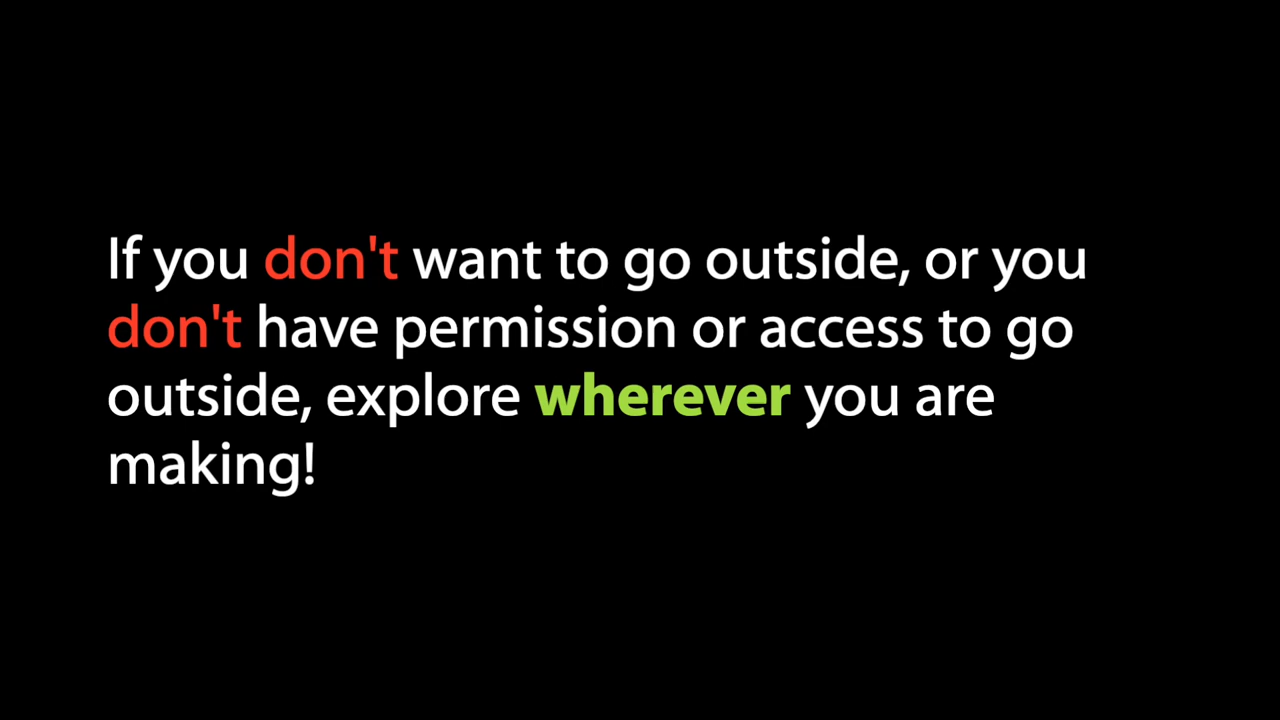 If you don't want to go outside, or you
don't have permission or access to go
outside, explore wherever you are
making!